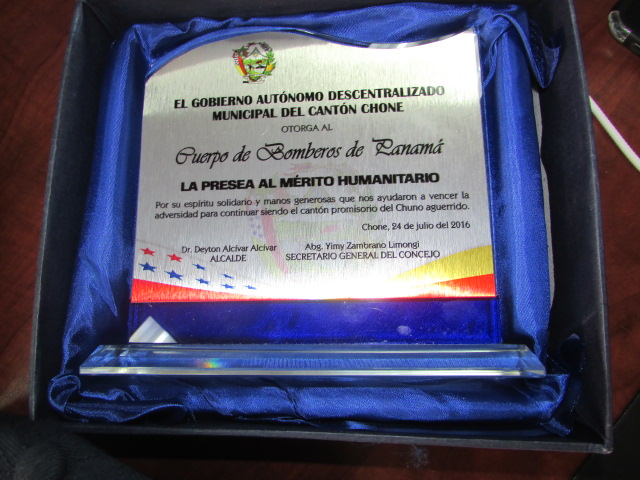 EL GOBIERNO AUTÓNOMO DESCENTRALIZADO
MUNICIPAL DEL CANTÓN CHONE
OTORGA AL
Cuerpo de Bomberos de Panamá
LA PRESEA AL MÉRITO HUMANITARIO
Por su espíritu solidario y manos generosas que nos ayudaron a vencer la
adversidad para continuar siendo el cantón promisorio del Chuno aguerrido.
Chone, 24 de julio del 2016
Dr. Deyton Alcívar Alcívar
ALCALDE
Abg. Yimy Zambrano Limongi
SECRETARIO GENERAL DEL CONCEJO